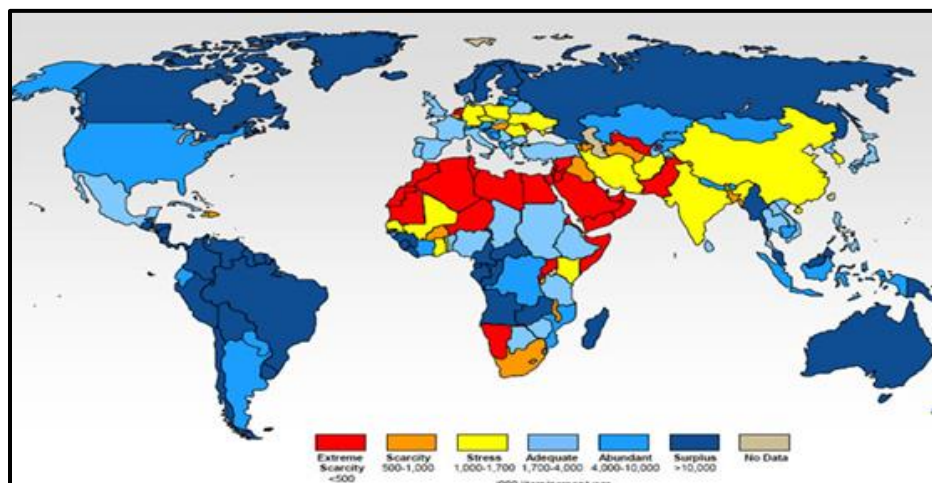 Extreme Scarcity Stress Adequate Abundant Surplus No Data
Scarcity 500-1,000 1,000-1,700 1,700-4,000 4,000-10,000 >10,000
<500